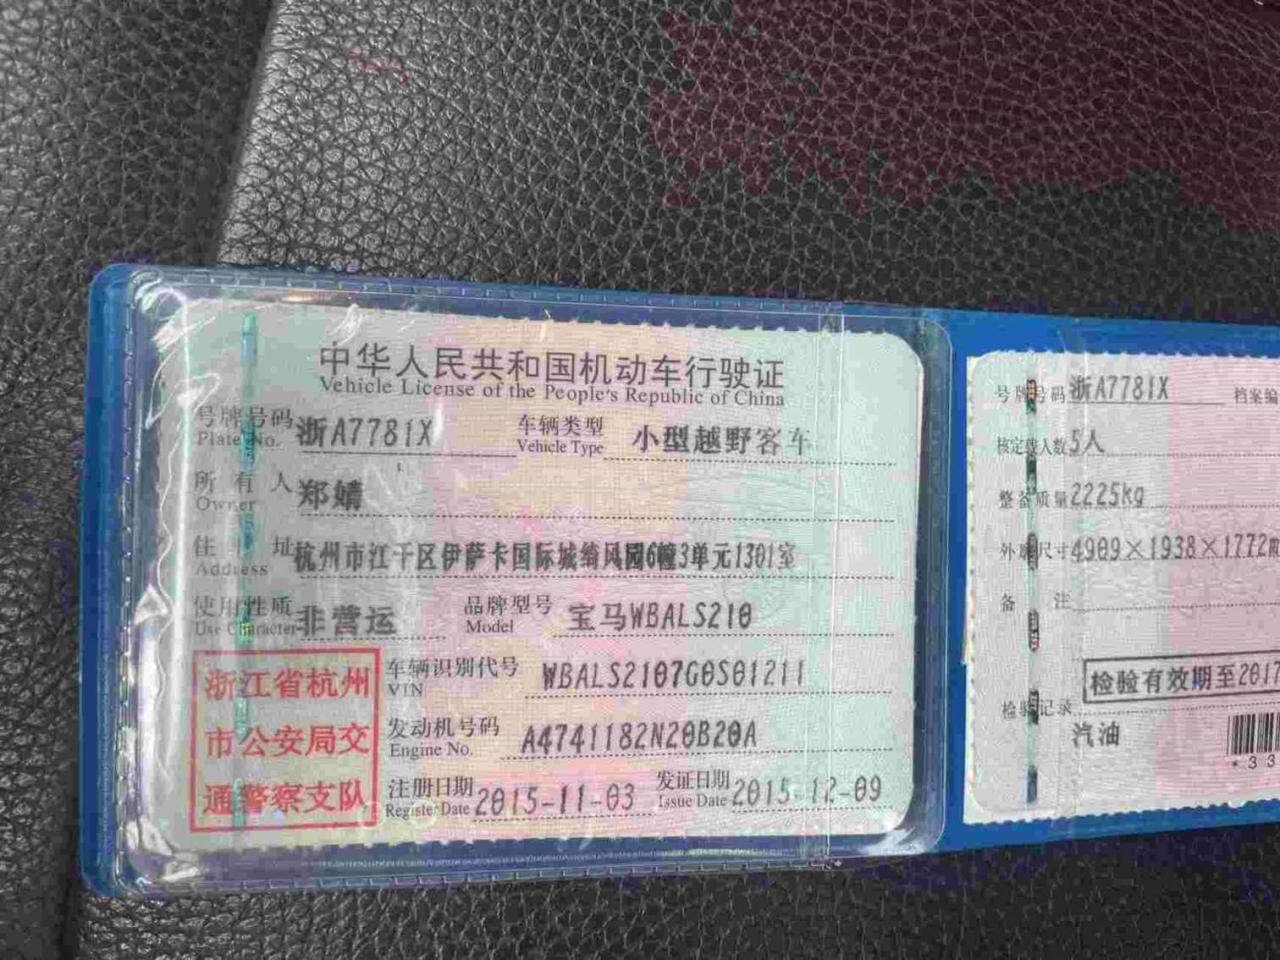 中华人民共和国机动车行驶证
Vehicle License of the People's Republic of China
号牌号码 浙A7781X 车辆类型 小型越野客车
Plate No. Vehicle Type
所有人 郑婧
Owner
住址 杭州市江干区伊萨卡国际城绮风园6幢3单元1301室
Address
使用性质 非营运 品牌型号 宝马WBALS210
Use Character Model
浙江省杭州
市公安局交
通警察支队
车辆识别代号 WBALS2107G0S01211
VIN
发动机号码 A4741182N20B20A
Engine No.
注册日期 2015-11-03 发证日期 2015-12-09
Register Date Issue Date
号牌号码 浙A7781X 档案编
核定载人数 5人
整备质量 2225kg
外廓尺寸 4909×1938×1772
备注
检验有效期至2017
检验记录
汽油
*33